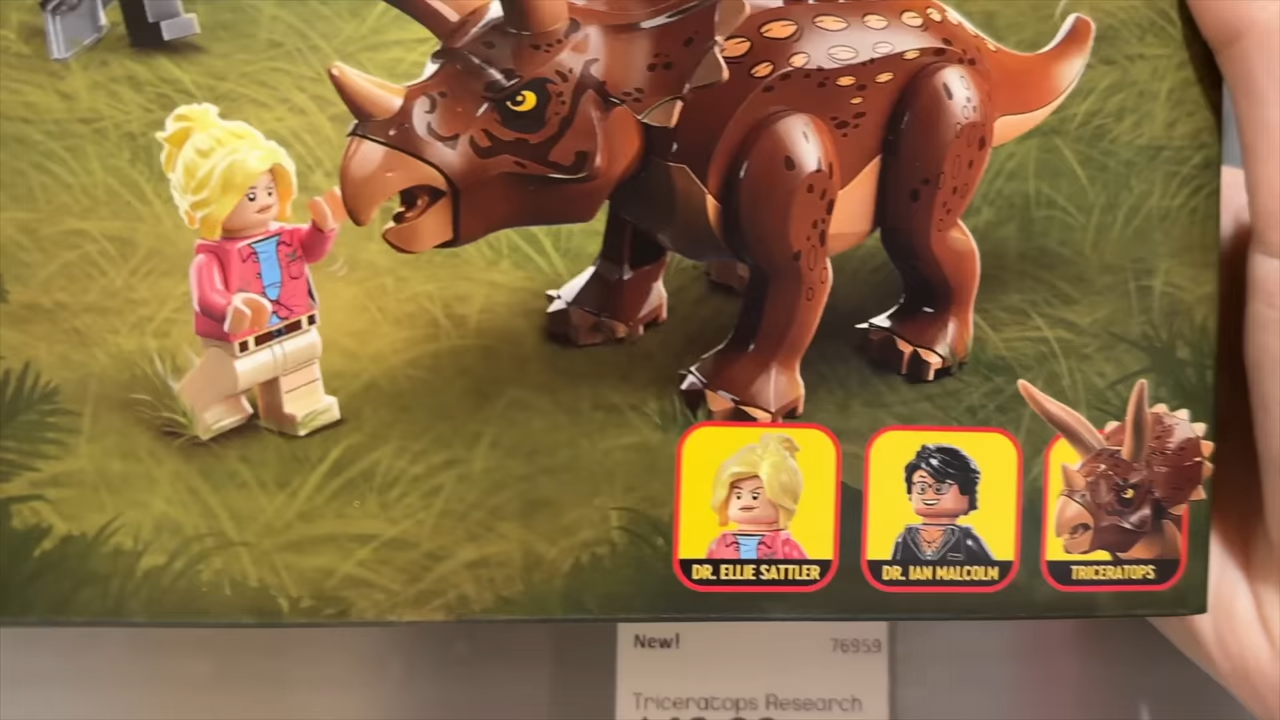 DR. ELLIE SATTLER
DR. IAN MALCOLM
TRICERATOPS
New!
76959
Triceratops Research